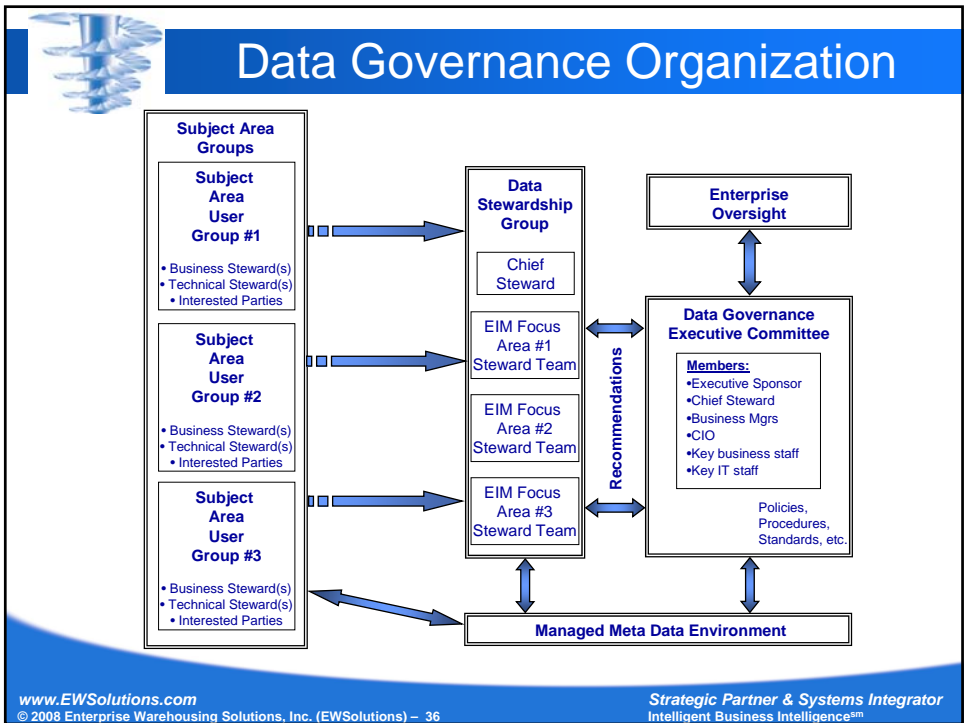 Data Governance Organization
Subject Area
Groups
Subject
Area
User
Group #1
• Business Steward(s)
• Technical Steward(s)
• Interested Parties
Subject
Area
User
Group #2
• Business Steward(s)
• Technical Steward(s)
• Interested Parties
Subject
Area
User
Group #3
• Business Steward(s)
• Technical Steward(s)
• Interested Parties
Data
Stewardship
Group
Chief
Steward
EIM Focus
Area #1
Steward Team
EIM Focus
Area #2
Steward Team
EIM Focus
Area #3
Steward Team
Recommendations
Enterprise
Oversight
Data Governance
Executive Committee
Members:
•Executive Sponsor
•Chief Steward
•Business Mgrs
•CIO
•Key business staff
•Key IT staff
Policies,
Procedures,
Standards, etc.
Managed Meta Data Environment
www.EWSolutions.com
© 2008 Enterprise Warehousing Solutions, Inc. (EWSolutions) – 36
Strategic Partner & Systems Integrator
Intelligent Business Intelligence℠